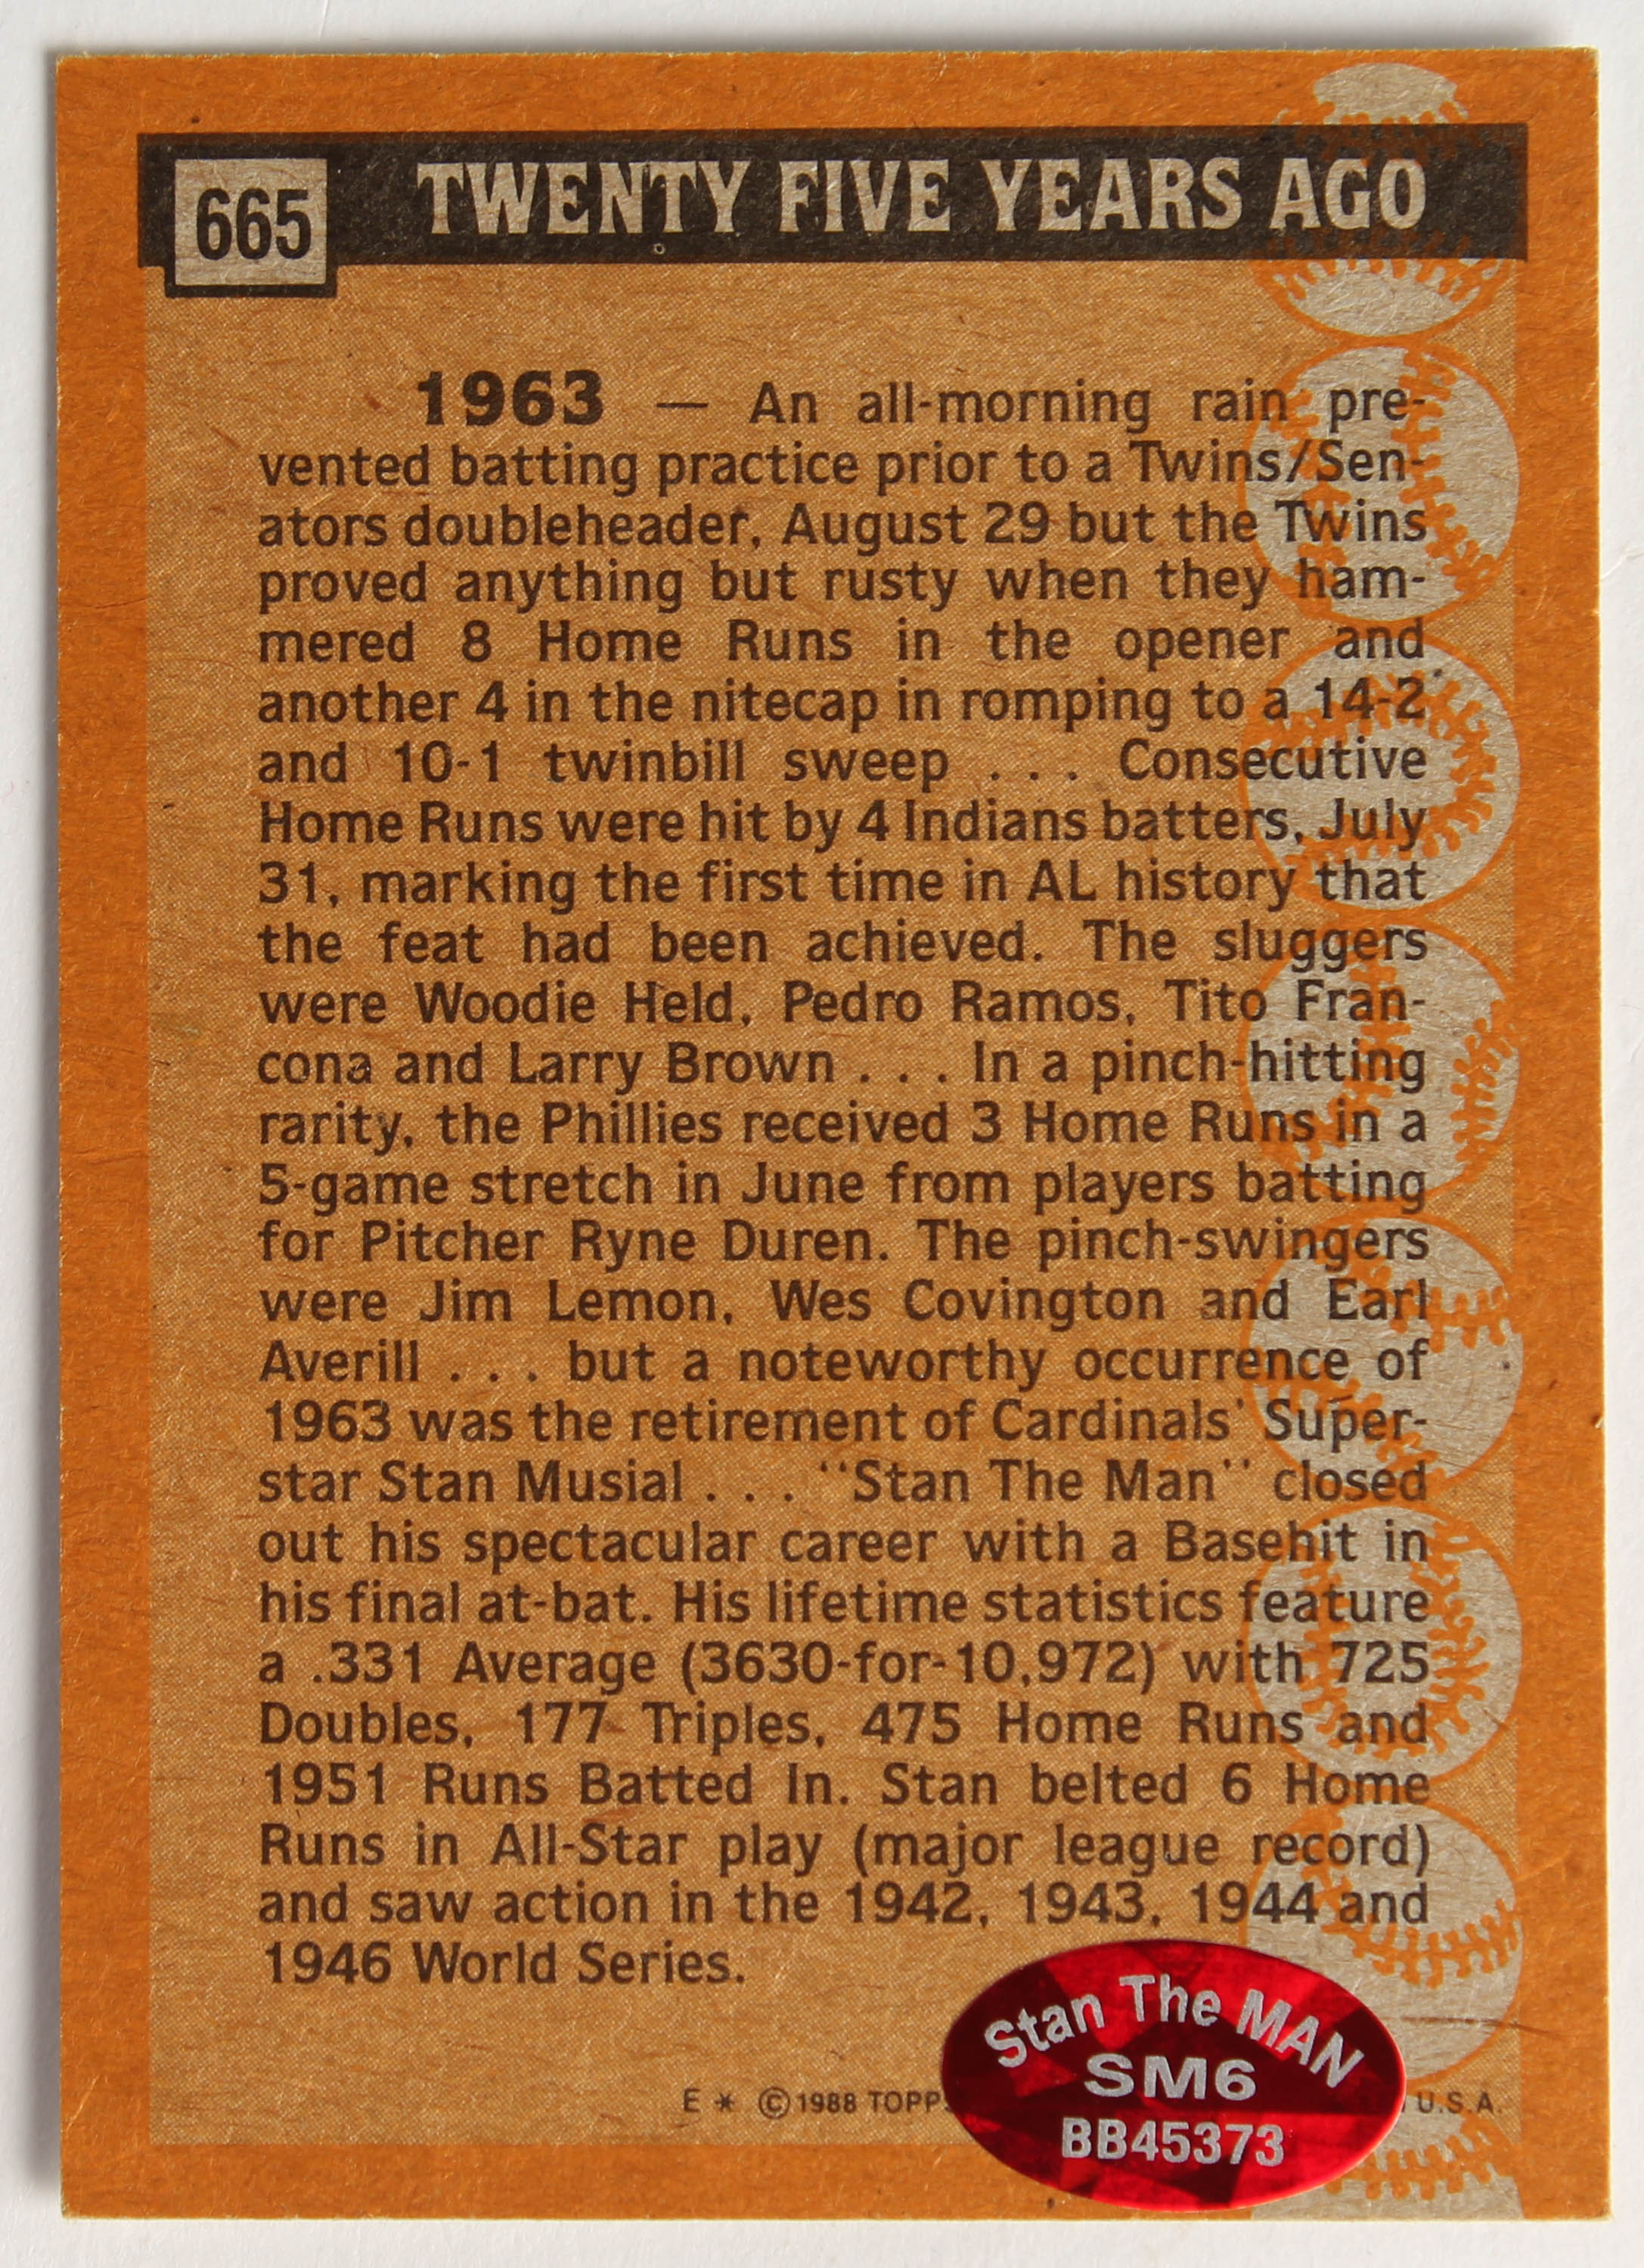 665
TWENTY FIVE YEARS AGO
1963 — An all-morning rain pre-
vented batting practice prior to a Twins/Sen-
ators doubleheader, August 29 but the Twins
proved anything but rusty when they ham-
mered 8 Home Runs in the opener and
another 4 in the nitecap in romping to a 14-2
and 10-1 twinbill sweep . . . Consecutive
Home Runs were hit by 4 Indians batters, July
31, marking the first time in AL history that
the feat had been achieved. The sluggers
were Woodie Held, Pedro Ramos, Tito Fran-
cona and Larry Brown . . . In a pinch-hitting
rarity, the Phillies received 3 Home Runs in a
5-game stretch in June from players batting
for Pitcher Ryne Duren. The pinch-swingers
were Jim Lemon, Wes Covington and Earl
Averill . . . but a noteworthy occurrence of
1963 was the retirement of Cardinals' Super-
star Stan Musial . . . ''Stan The Man'' closed
out his spectacular career with a Basehit in
his final at-bat. His lifetime statistics feature
a .331 Average (3630-for-10,972) with 725
Doubles, 177 Triples, 475 Home Runs and
1951 Runs Batted In. Stan belted 6 Home
Runs in All-Star play (major league record)
and saw action in the 1942, 1943, 1944 and
1946 World Series.
E * © 1988 TOPPS U.S.A.
Stan The MAN
SM6
BB45373